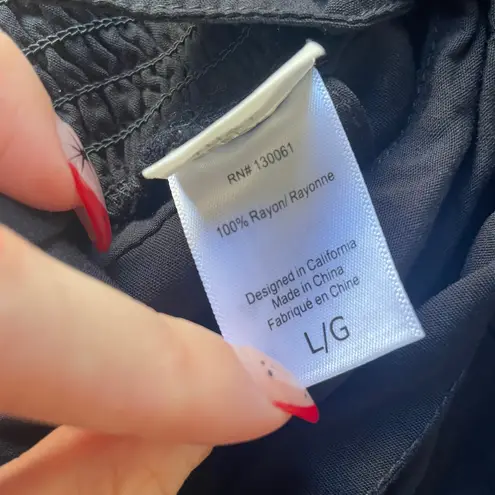 RN# 130061
100% Rayon/ Rayonne
Designed in California
Made in China
Fabriqué en Chine
L/G